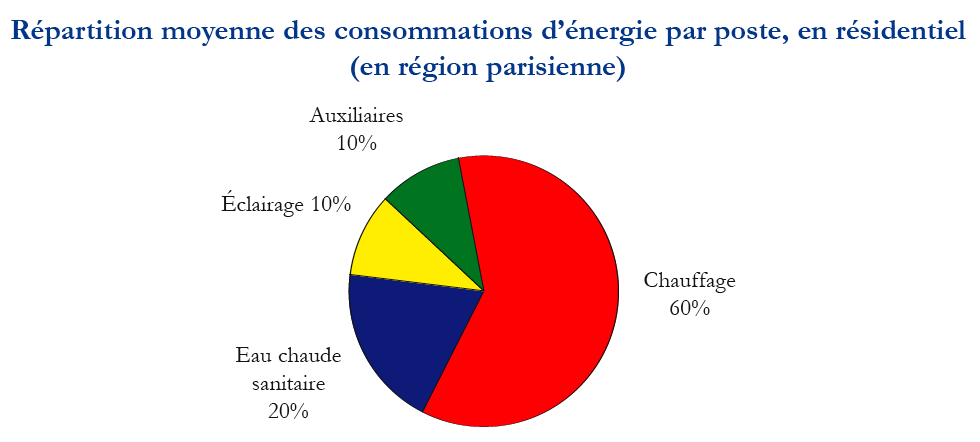 Répartition moyenne des consommations d’énergie par poste, en résidentiel
(en région parisienne)
Auxiliaires
10%
Éclairage 10%
Chauffage
60%
Eau chaude
sanitaire
20%